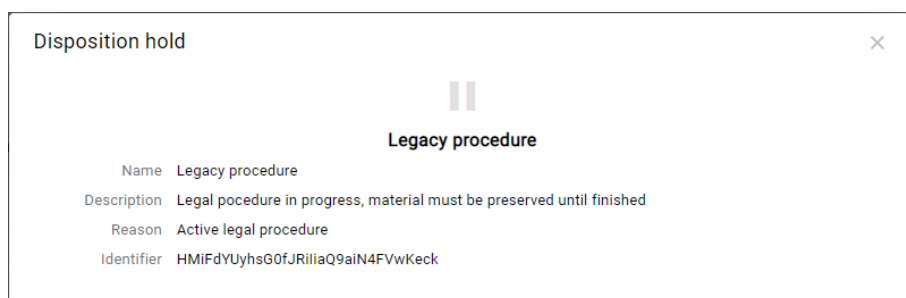 Disposition hold
Legacy procedure
Name Legacy procedure
Description Legal pocedure in progress, material must be preserved until finished
Reason Active legal procedure
Identifier HMiFdYUyhsG0fJRiIiaQ9aiN4FVwKeck